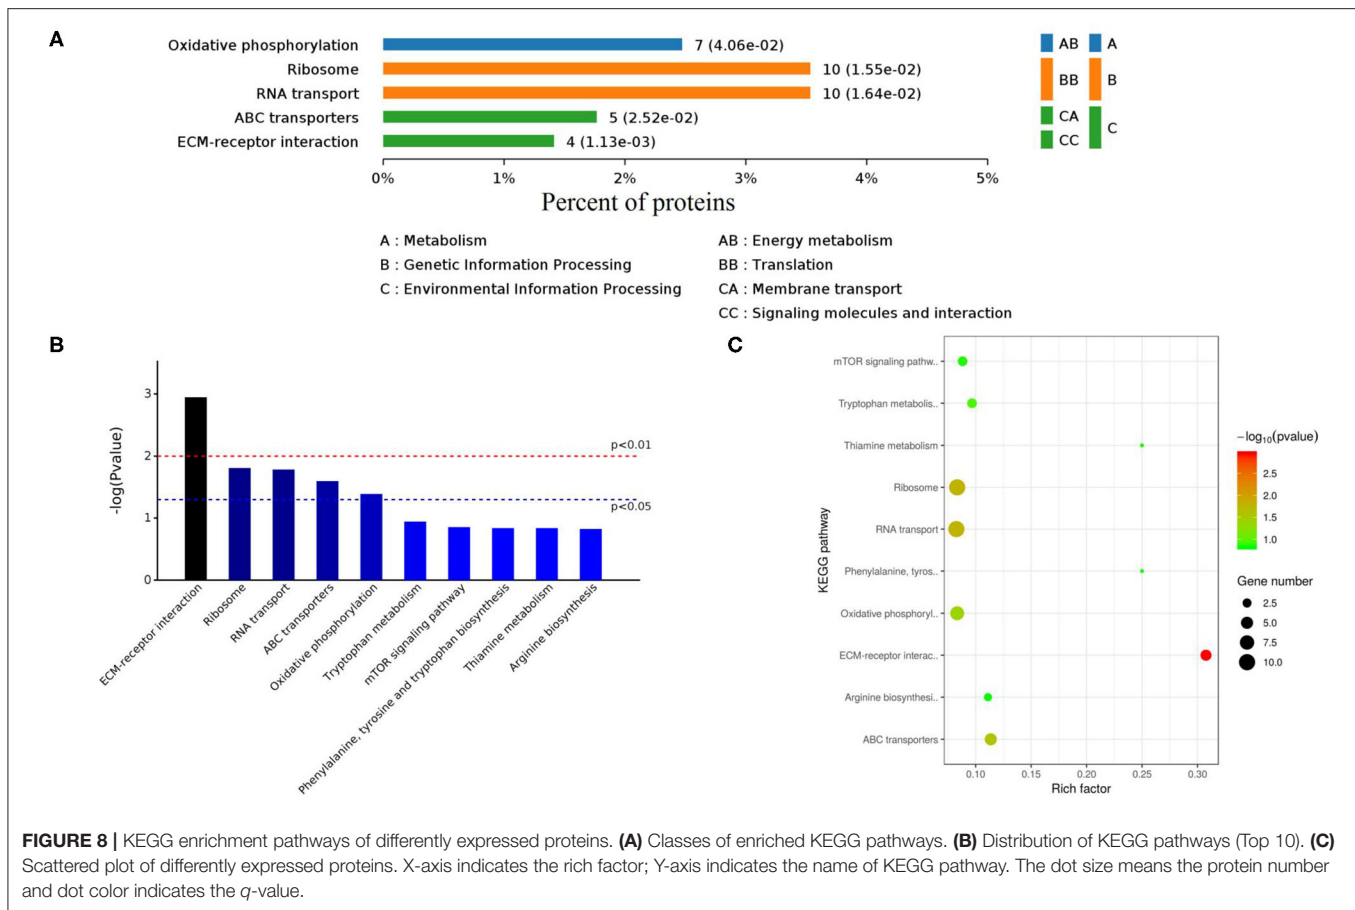 A
Oxidative phosphorylation 7 (4.06e-02)
Ribosome 10 (1.55e-02)
RNA transport 10 (1.64e-02)
ABC transporters 5 (2.52e-02)
ECM-receptor interaction 4 (1.13e-03)
AB A
BB B
CA
C
CC
0% 1% 2% 3% 4% 5%
Percent of proteins
A : Metabolism
B : Genetic Information Processing
C : Environmental Information Processing
AB : Energy metabolism
BB : Translation
CA : Membrane transport
CC : Signaling molecules and interaction
B
-log(Pvalue)
3
2
1
0
p<0.01
p<0.05
ECM-receptor interaction
Ribosome
RNA transport
ABC transporters
Oxidative phosphorylation
Tryptophan metabolism
mTOR signaling pathway
Phenylalanine, tyrosine and tryptophan biosynthesis
Thiamine metabolism
Arginine biosynthesis
C
KEGG pathway
mTOR signaling pathw..
Tryptophan metabolis..
Thiamine metabolism
Ribosome
RNA transport
Phenylalanine, tyros..
Oxidative phosphoryl..
ECM-receptor interac..
Arginine biosynthesi..
ABC transporters
0.10 0.15 0.20 0.25 0.30
Rich factor
−log10(pvalue)
2.5
2.0
1.5
1.0
Gene number
2.5
5.0
7.5
10.0
FIGURE 8 | KEGG enrichment pathways of differently expressed proteins. (A) Classes of enriched KEGG pathways. (B) Distribution of KEGG pathways (Top 10). (C)
Scattered plot of differently expressed proteins. X-axis indicates the rich factor; Y-axis indicates the name of KEGG pathway. The dot size means the protein number
and dot color indicates the q-value.